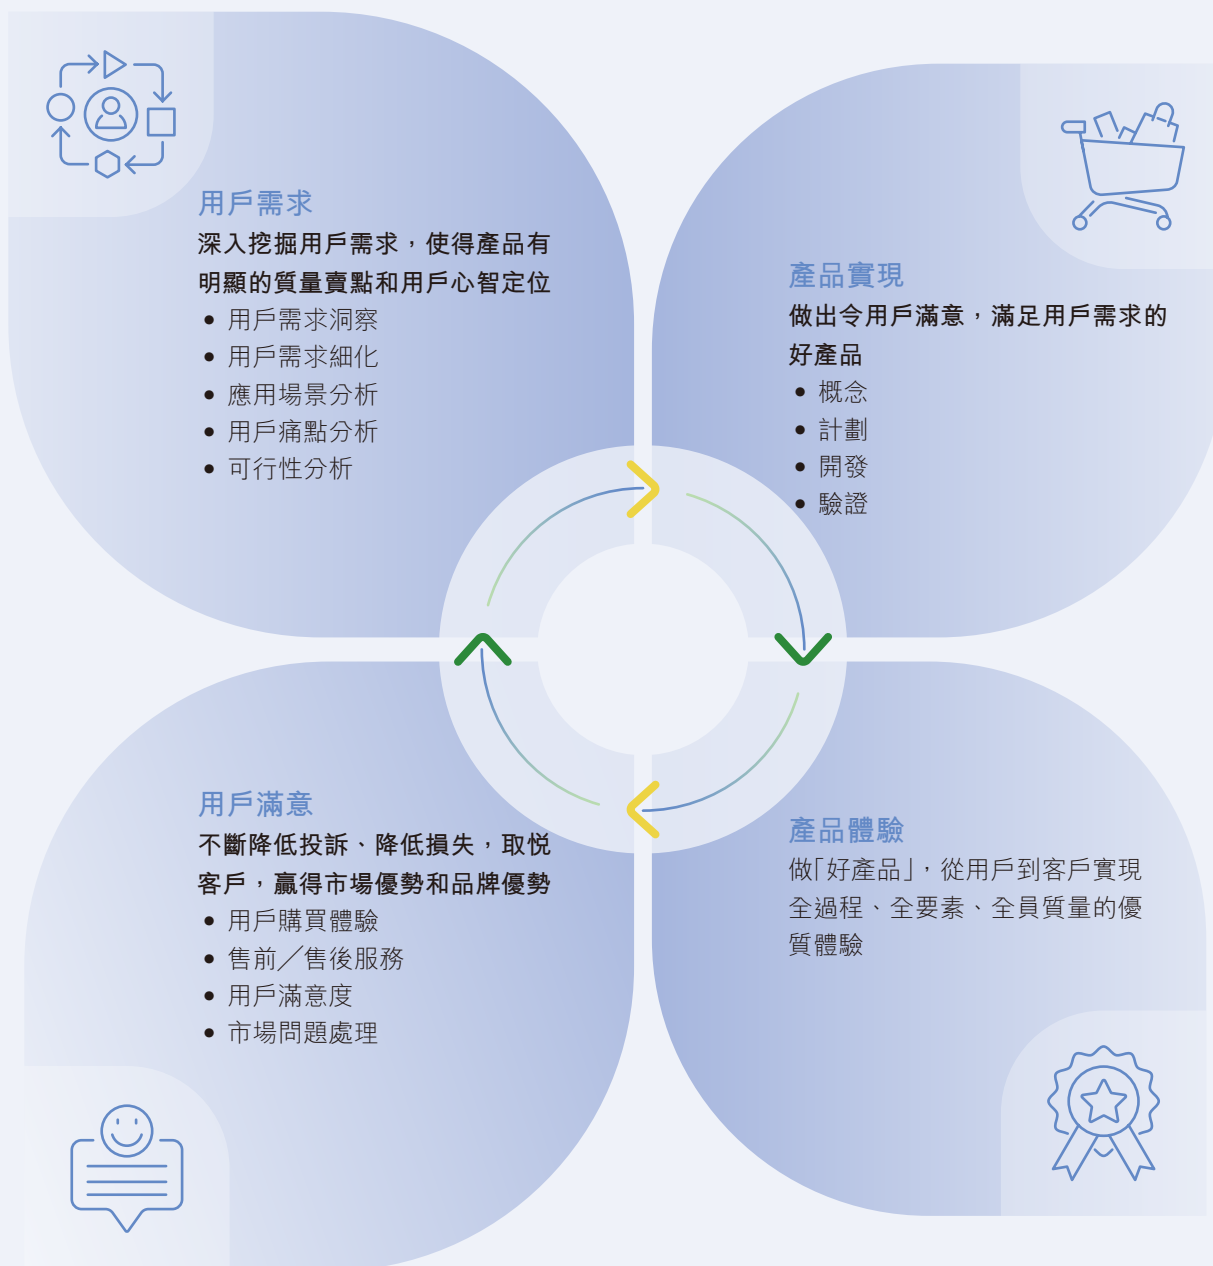 用戶需求
深入挖掘用戶需求，使得產品有
明顯的質量賣點和用戶心智定位
• 用戶需求洞察
• 用戶需求細化
• 應用場景分析
• 用戶痛點分析
• 可行性分析
產品實現
做出令用戶滿意，滿足用戶需求的
好產品
• 概念
• 計劃
• 開發
• 驗證
用戶滿意
不斷降低投訴、降低損失，取悅
客戶，贏得市場優勢和品牌優勢
• 用戶購買體驗
• 售前／售後服務
• 用戶滿意度
• 市場問題處理
產品體驗
做「好產品」，從用戶到客戶實現
全過程、全要素、全員質量的優
質體驗